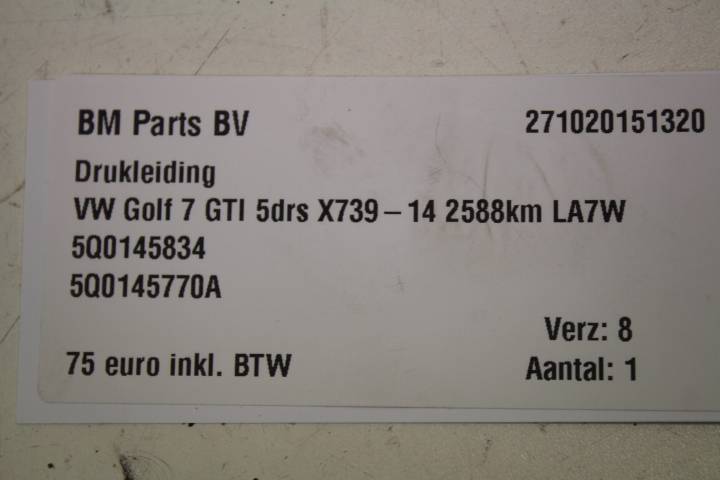 BM Parts BV 271020151320
Drukleiding
VW Golf 7 GTI 5drs X739-14 2588km LA7W
5Q0145834
5Q0145770A
Verz: 8
75 euro inkl. BTW Aantal: 1